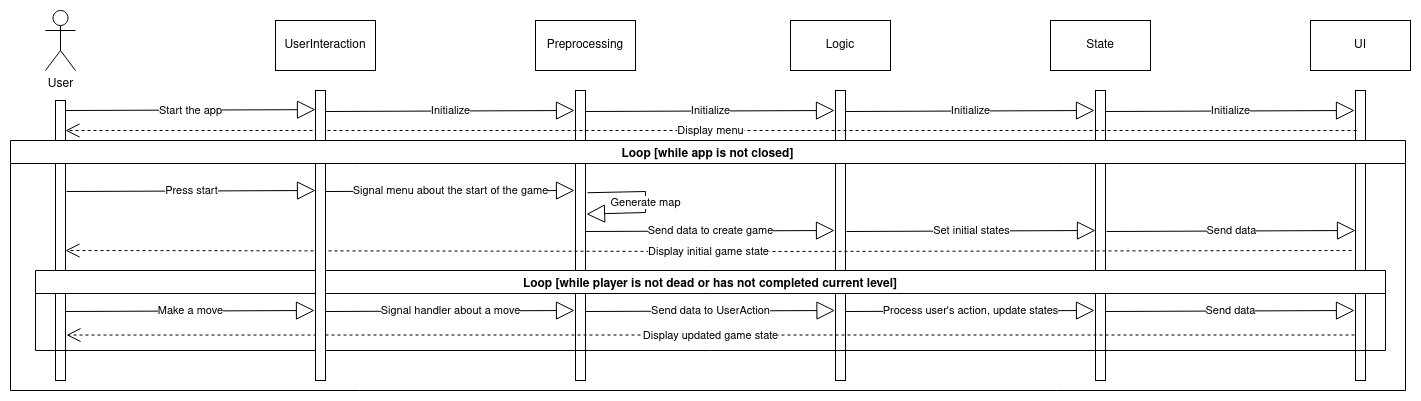 User
UserInteraction
Preprocessing
Logic
State
UI
Start the app
Initialize
Initialize
Initialize
Initialize
Display menu
Loop [while app is not closed]
Press start
Signal menu about the start of the game
Generate map
Send data to create game
Set initial states
Send data
Display initial game state
Loop [while player is not dead or has not completed current level]
Make a move
Signal handler about a move
Send data to UserAction
Process user's action, update states
Send data
Display updated game state